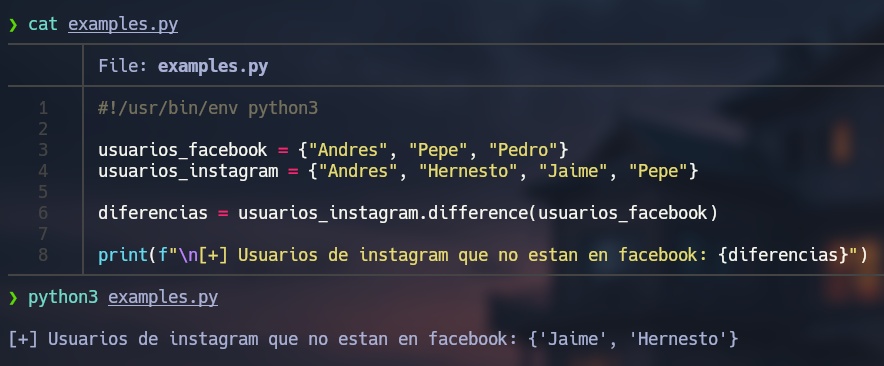 ❯ cat examples.py
File: examples.py
1 #!/usr/bin/env python3
2
3 usuarios_facebook = {"Andres", "Pepe", "Pedro"}
4 usuarios_instagram = {"Andres", "Hernesto", "Jaime", "Pepe"}
5
6 diferencias = usuarios_instagram.difference(usuarios_facebook)
7
8 print(f"\n[+] Usuarios de instagram que no estan en facebook: {diferencias}")
❯ python3 examples.py
[+] Usuarios de instagram que no estan en facebook: {'Jaime', 'Hernesto'}